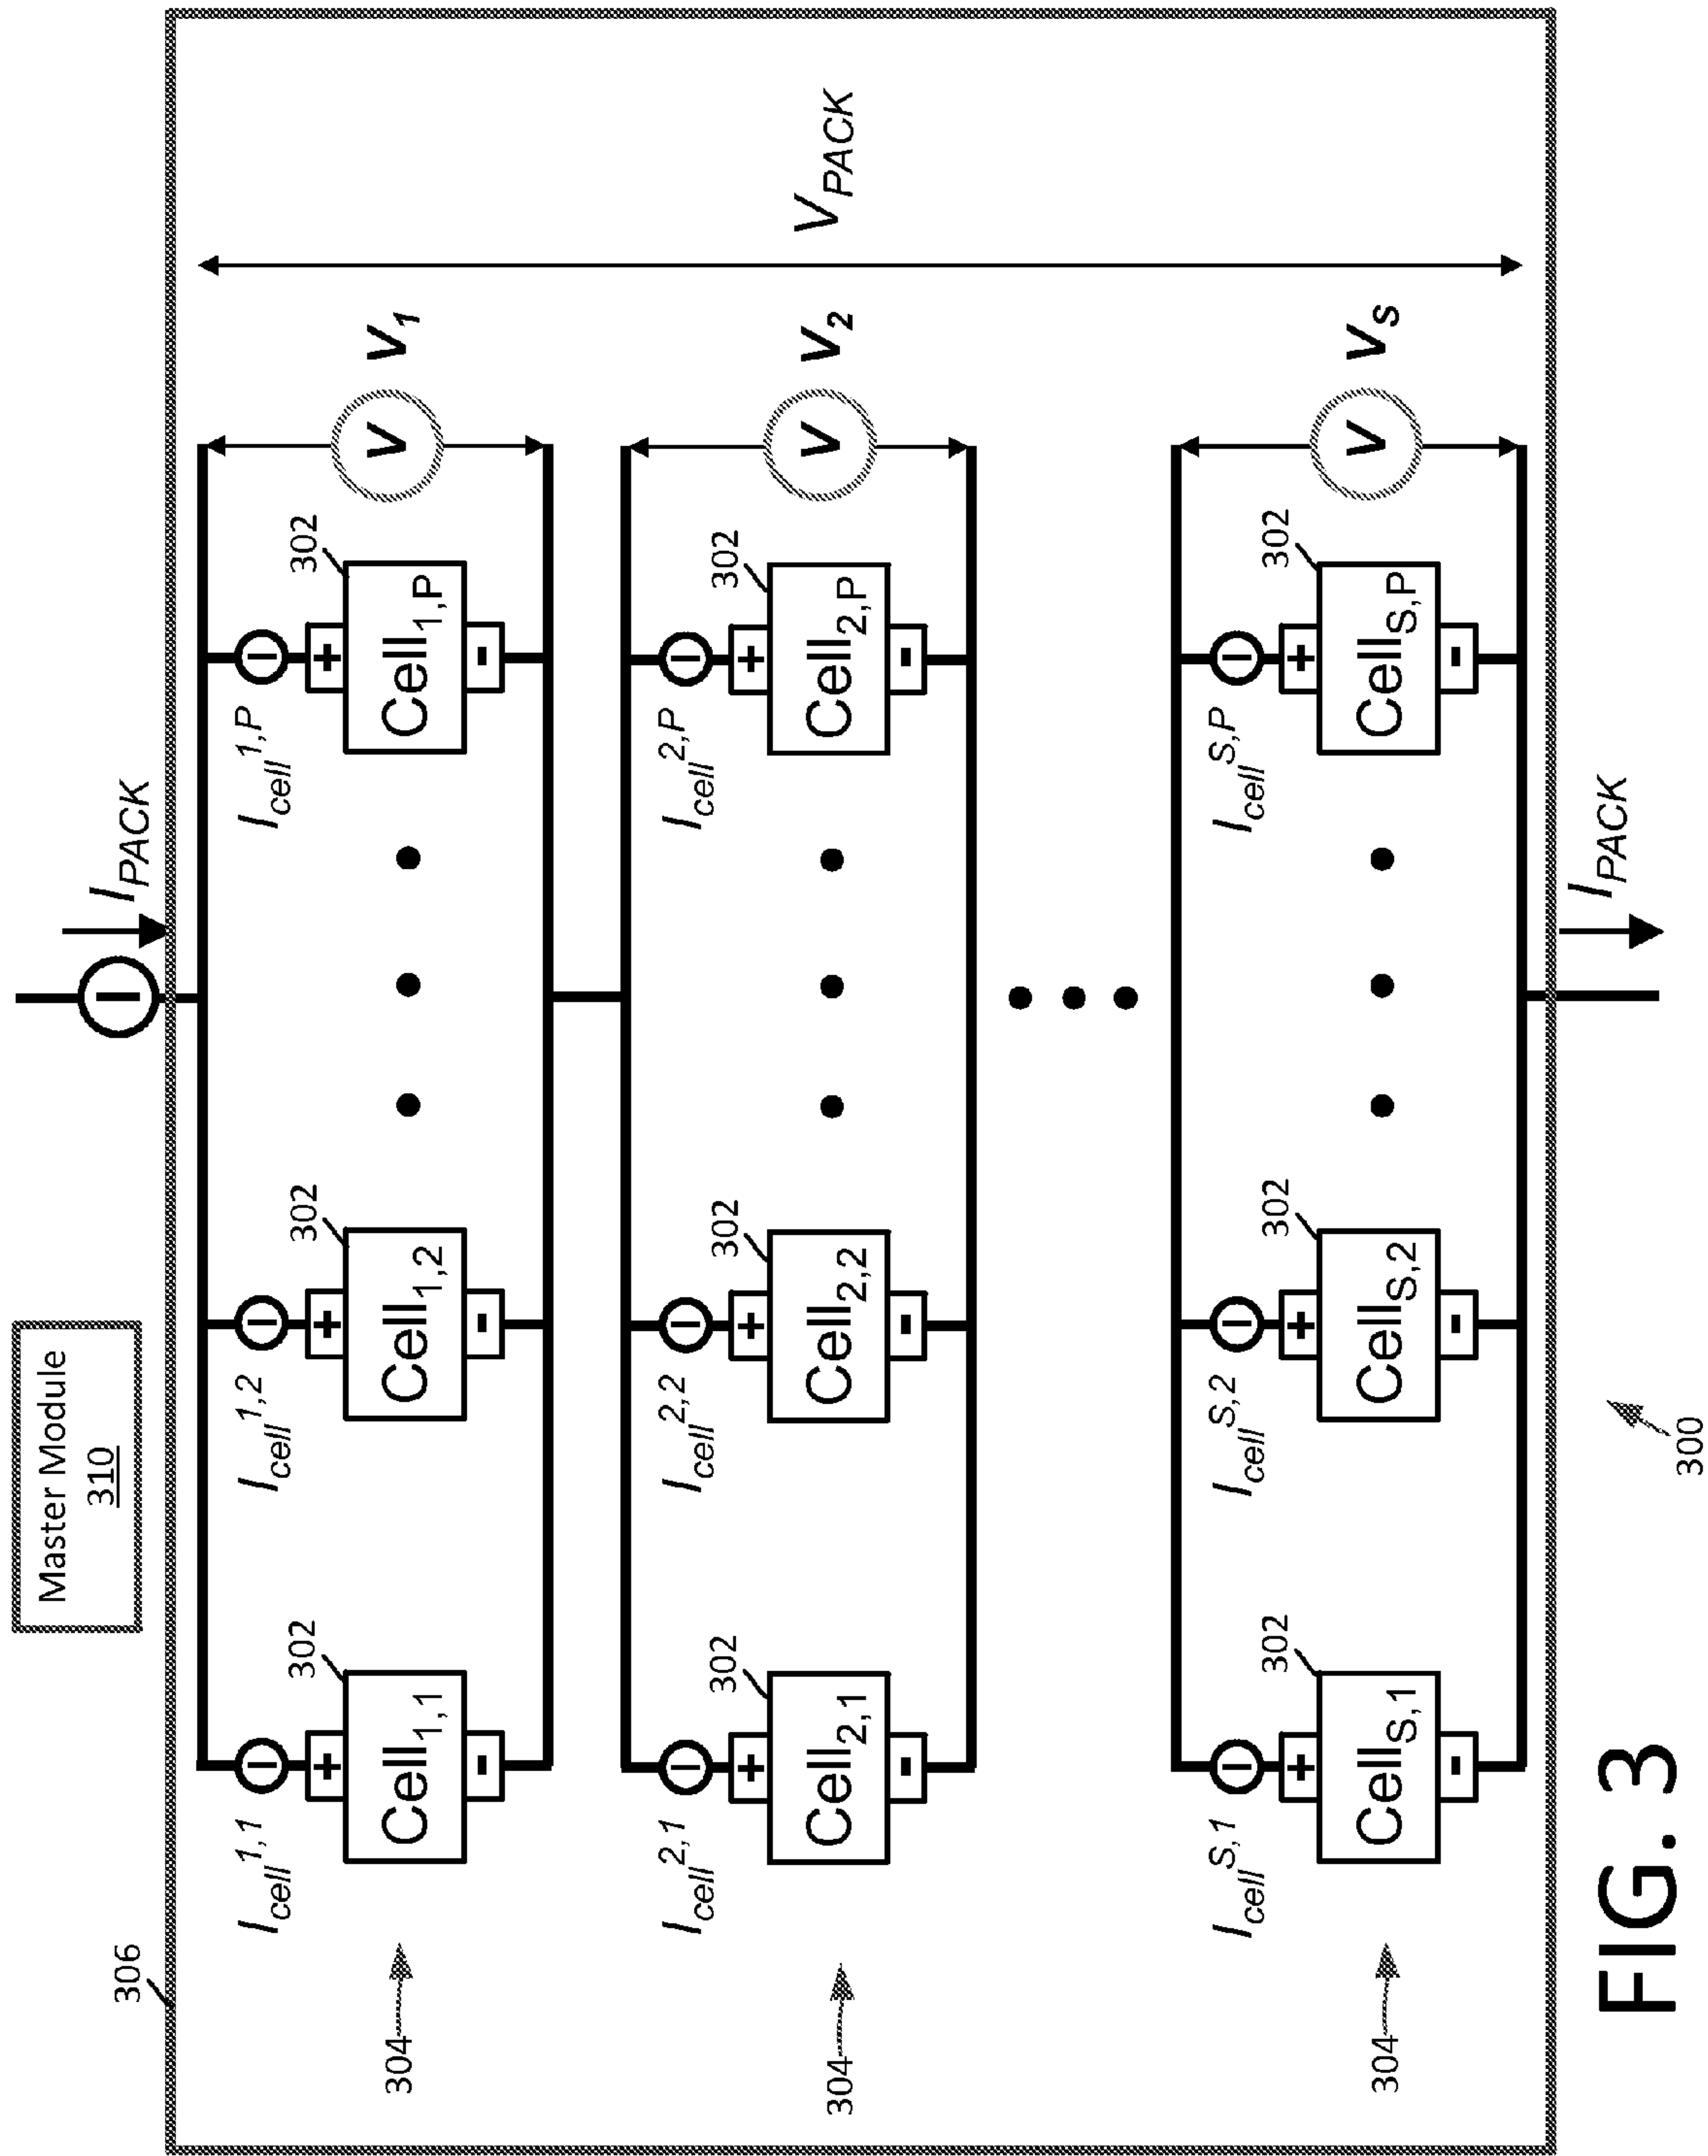 Master Module
310
I_PACK
306
V_PACK
304
I_cell^1,1
302
Cell_1,1
+
-
I_cell^1,2
302
Cell_1,2
+
-
I_cell^1,P
302
Cell_1,P
+
-
V
V_1
304
I_cell^2,1
302
Cell_2,1
+
-
I_cell^2,2
302
Cell_2,2
+
-
I_cell^2,P
302
Cell_2,P
+
-
V
V_2
304
I_cell^S,1
302
Cell_S,1
+
-
I_cell^S,2
302
Cell_S,2
+
-
I_cell^S,P
302
Cell_S,P
+
-
V
V_S
I_PACK
300
FIG. 3